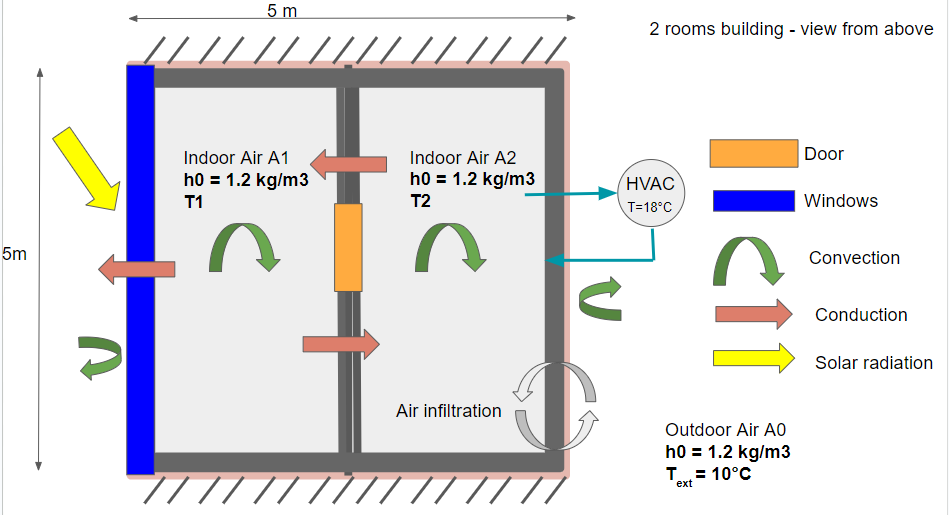 5 m
2 rooms building - view from above
Indoor Air A1
h0 = 1.2 kg/m3
T1
Indoor Air A2
h0 = 1.2 kg/m3
T2
HVAC
T=18°C
Door
Windows
5m
Convection
Conduction
Solar radiation
Air infiltration
Outdoor Air A0
h0 = 1.2 kg/m3
Text = 10°C